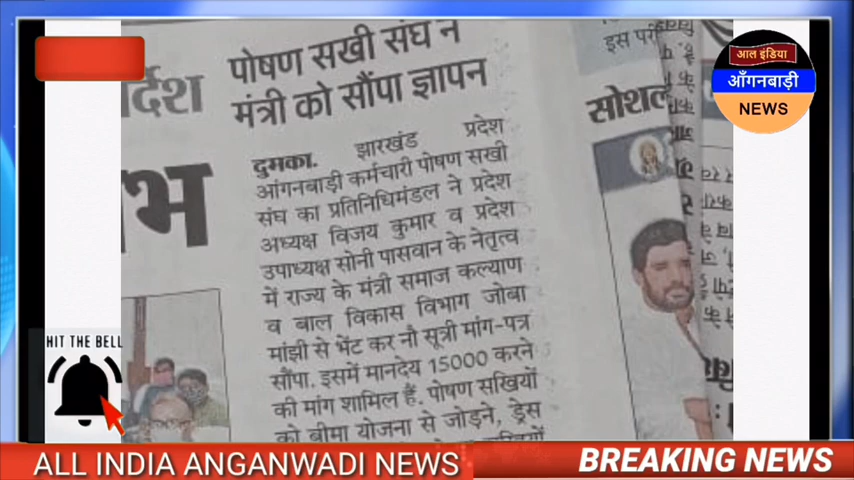 पोषण सखी संघ ने
मंत्री को सौंपा ज्ञापन
दुमका. झारखंड प्रदेश
आंगनबाड़ी कर्मचारी पोषण सखी
संघ का प्रतिनिधिमंडल ने प्रदेश
अध्यक्ष विजय कुमार व प्रदेश
उपाध्यक्ष सोनी पासवान के नेतृत्व
में राज्य के मंत्री समाज कल्याण
व बाल विकास विभाग जोबा
मांझी से भेंट कर नौ सूत्री मांग-पत्र
सौंपा. इसमें मानदेय 15000 करने
की मांग शामिल हैं. पोषण सखियों
को बीमा योजना से जोड़ने, ड्रेस
इस
सोशल
आल इंडिया
आँगनबाड़ी
NEWS
HIT THE BELL
ALL INDIA ANGANWADI NEWS
BREAKING NEWS